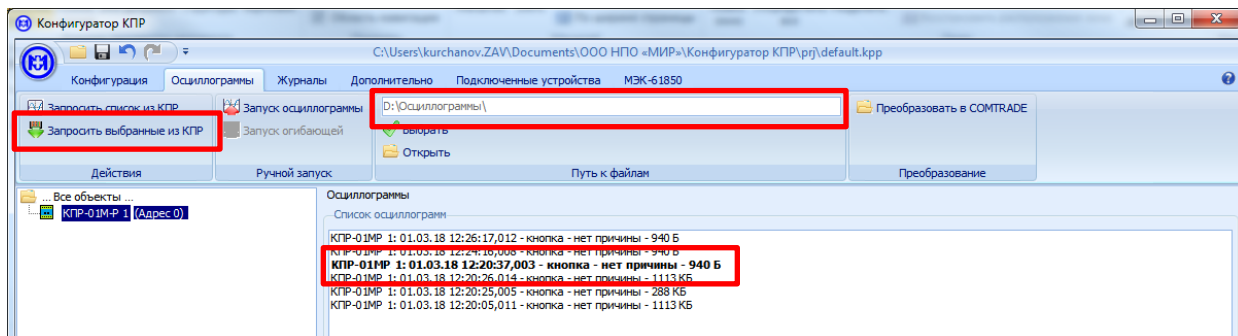 Конфигуратор КПР
C:\Users\kurchanov.ZAV\Documents\ООО НПО «МИР»\Конфигуратор КПР\prj\default.kpp
Конфигурация Осциллограммы Журналы Дополнительно Подключенные устройства МЭК-61850
Запросить список из КПР Запуск осциллограммы D:\Осциллограммы\ Преобразовать в COMTRADE
Запросить выбранные из КПР Запуск огибающей Выбрать
Открыть
Действия Ручной запуск Путь к файлам Преобразование
... Все объекты ... Осциллограммы
КПР-01М-Р 1 (Адрес 0) Список осциллограмм
КПР-01МР 1: 01.03.18 12:26:17,012 - кнопка - нет причины - 940 Б
КПР-01МР 1: 01.03.18 12:24:16,008 - кнопка - нет причины - 940 Б
КПР-01МР 1: 01.03.18 12:20:37,003 - кнопка - нет причины - 940 Б
КПР-01МР 1: 01.03.18 12:20:26,014 - кнопка - нет причины - 1113 КБ
КПР-01МР 1: 01.03.18 12:20:25,005 - кнопка - нет причины - 288 КБ
КПР-01МР 1: 01.03.18 12:20:05,011 - кнопка - нет причины - 1113 КБ